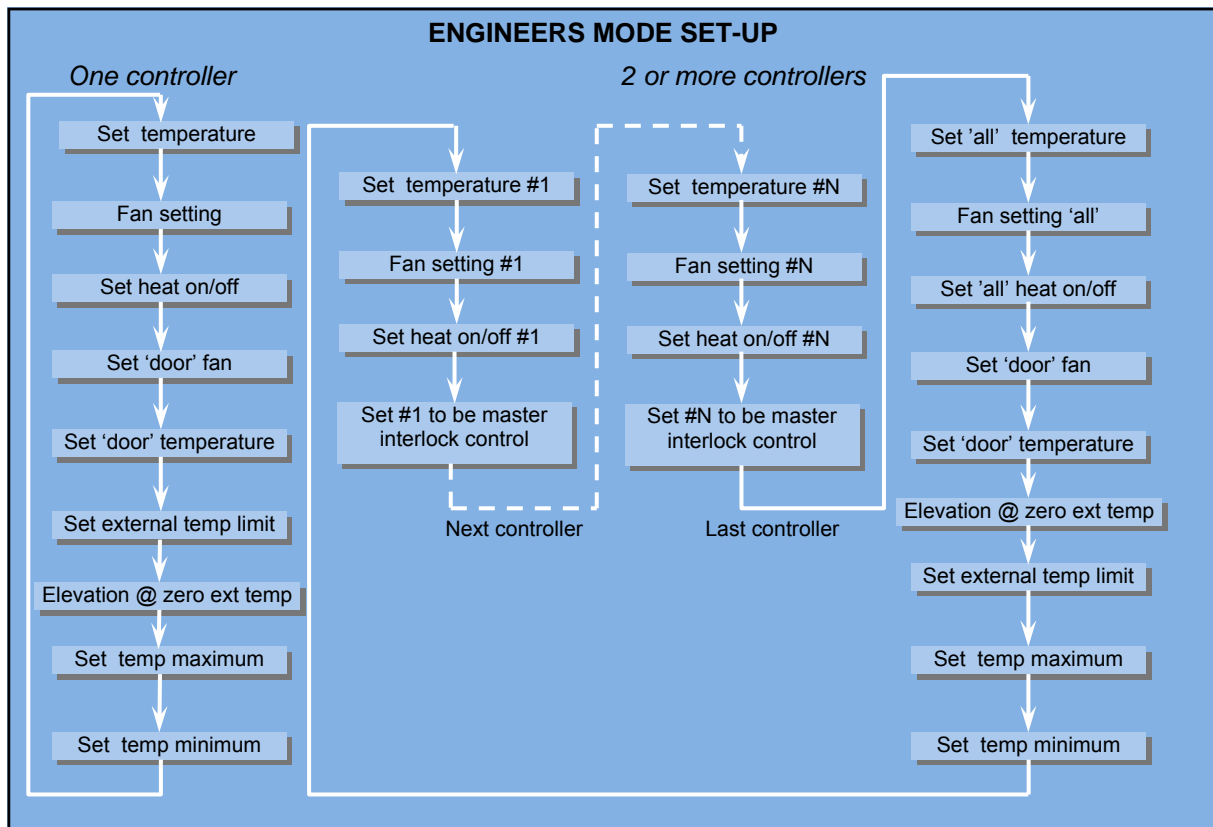 ENGINEERS MODE SET-UP
One controller
Set temperature
Fan setting
Set heat on/off
Set ‘door’ fan
Set ‘door’ temperature
Set external temp limit
Elevation @ zero ext temp
Set temp maximum
Set temp minimum
2 or more controllers
Set temperature #1
Fan setting #1
Set heat on/off #1
Set #1 to be master
interlock control
Next controller
Set temperature #N
Fan setting #N
Set heat on/off #N
Set #N to be master
interlock control
Last controller
Set ’all’ temperature
Fan setting ‘all’
Set ’all’ heat on/off
Set ‘door’ fan
Set ‘door’ temperature
Elevation @ zero ext temp
Set external temp limit
Set temp maximum
Set temp minimum